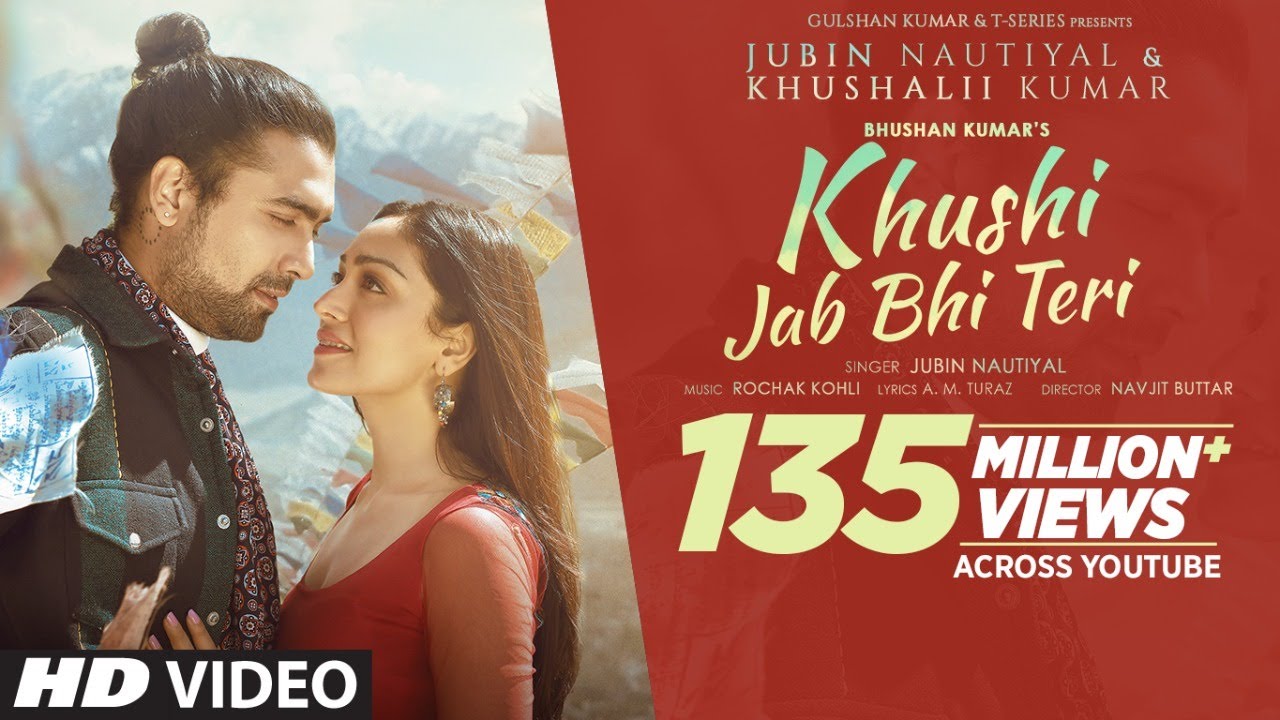 GULSHAN KUMAR & T-SERIES PRESENTS
JUBIN NAUTIYAL &
KHUSHALII KUMAR
BHUSHAN KUMAR'S
Khushi
Jab Bhi Teri
SINGER JUBIN NAUTIYAL
MUSIC ROCHAK KOHLI LYRICS A. M. TURAZ DIRECTOR NAVJIT BUTTAR
135 MILLION+
VIEWS
ACROSS YOUTUBE
HD VIDEO